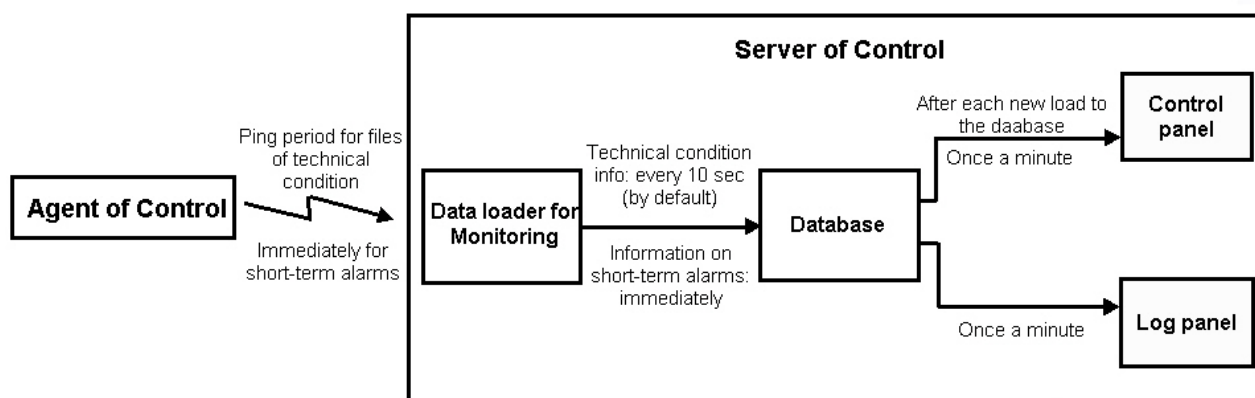 Server of Control
Agent of Control
Ping period for files
of technical
condition
Immediately for
short-term alarms
Data loader for
Monitoring
Technical condition
info: every 10 sec
(by default)
Information on
short-term alarms:
immediately
Database
After each new load to
the daabase
Once a minute
Control
panel
Once a minute
Log panel